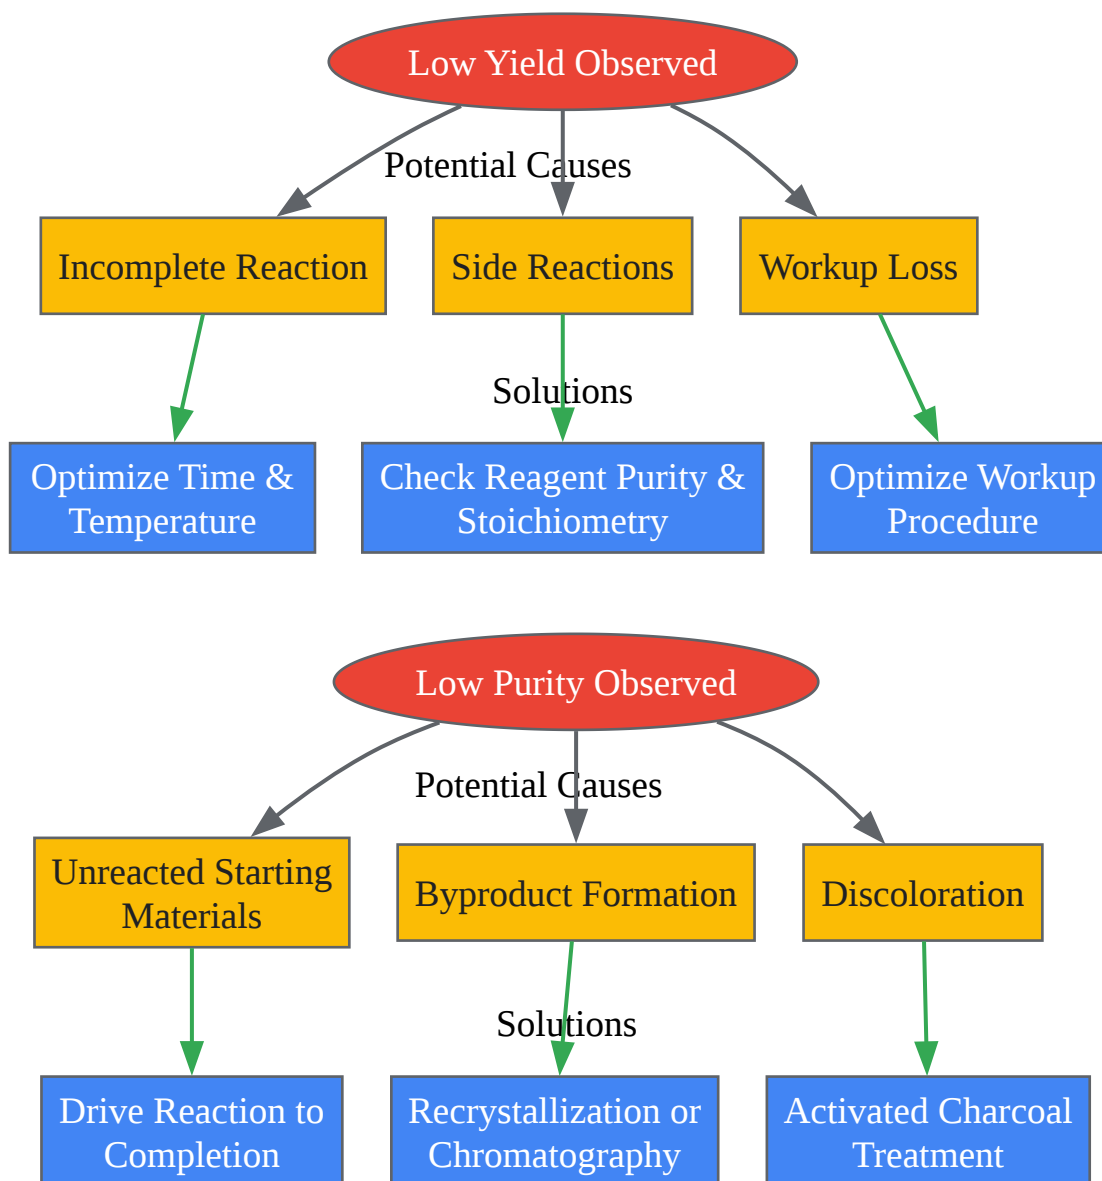 Low Yield Observed
Potential Causes
Incomplete Reaction
Side Reactions
Workup Loss
Solutions
Optimize Time &
Temperature
Check Reagent Purity &
Stoichiometry
Optimize Workup
Procedure
Low Purity Observed
Potential Causes
Unreacted Starting
Materials
Byproduct Formation
Discoloration
Solutions
Drive Reaction to
Completion
Recrystallization or
Chromatography
Activated Charcoal
Treatment